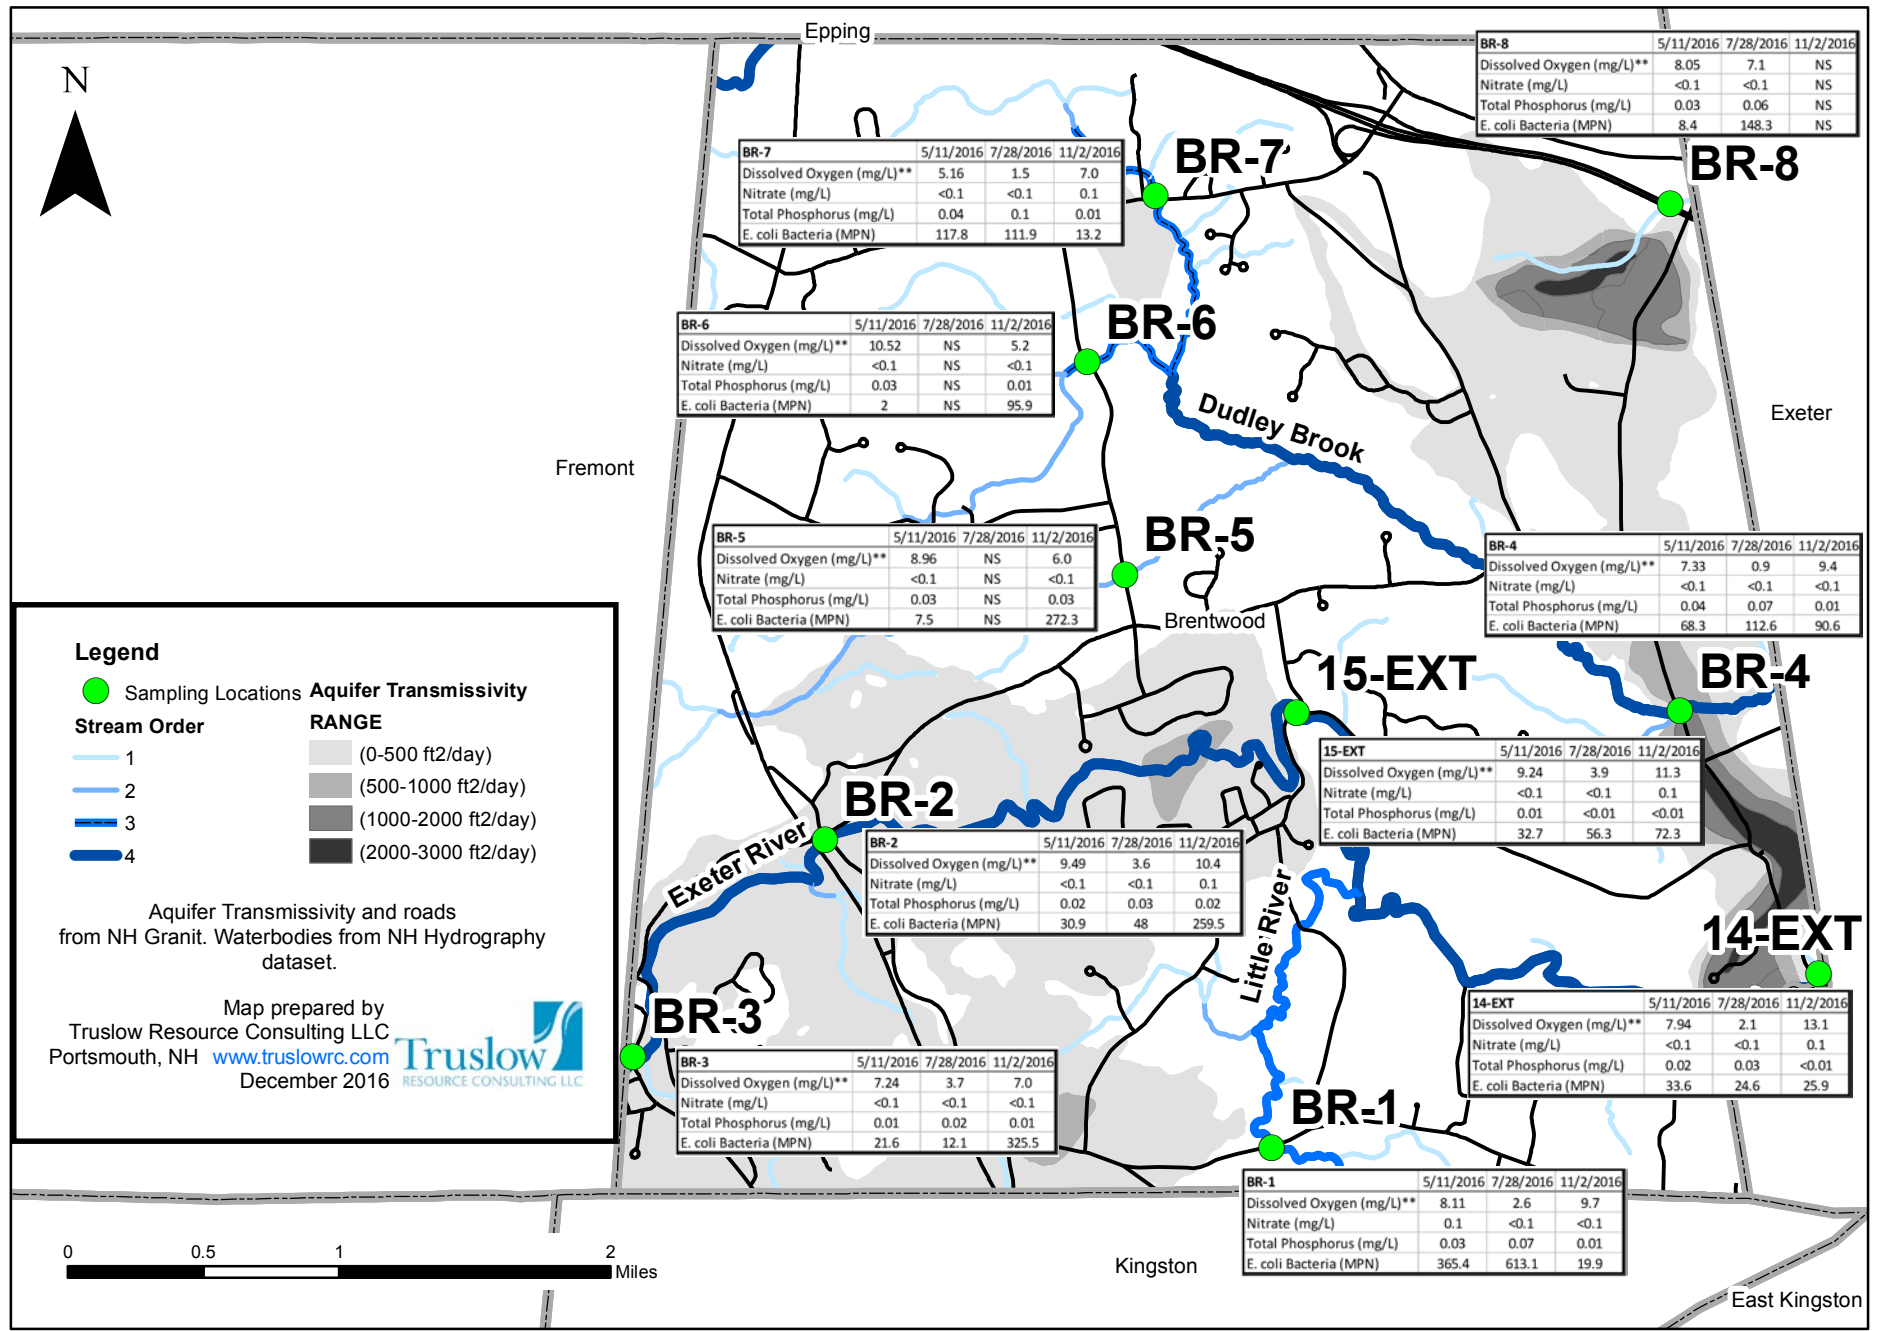 Epping
N
BR-8 5/11/2016 7/28/2016 11/2/2016
Dissolved Oxygen (mg/L)** 8.05 7.1 NS
Nitrate (mg/L) <0.1 <0.1 NS
Total Phosphorus (mg/L) 0.03 0.06 NS
E. coli Bacteria (MPN) 8.4 148.3 NS
BR-8
BR-7 5/11/2016 7/28/2016 11/2/2016
Dissolved Oxygen (mg/L)** 5.16 1.5 7.0
Nitrate (mg/L) <0.1 <0.1 0.1
Total Phosphorus (mg/L) 0.04 0.1 0.01
E. coli Bacteria (MPN) 117.8 111.9 13.2
BR-7
BR-6 5/11/2016 7/28/2016 11/2/2016
Dissolved Oxygen (mg/L)** 10.52 NS 5.2
Nitrate (mg/L) <0.1 NS <0.1
Total Phosphorus (mg/L) 0.03 NS 0.01
E. coli Bacteria (MPN) 2 NS 95.9
BR-6
Dudley Brook
Exeter
Fremont
BR-5 5/11/2016 7/28/2016 11/2/2016
Dissolved Oxygen (mg/L)** 8.96 NS 6.0
Nitrate (mg/L) <0.1 NS <0.1
Total Phosphorus (mg/L) 0.03 NS 0.03
E. coli Bacteria (MPN) 7.5 NS 272.3
BR-5
Brentwood
BR-4 5/11/2016 7/28/2016 11/2/2016
Dissolved Oxygen (mg/L)** 7.33 0.9 9.4
Nitrate (mg/L) <0.1 <0.1 <0.1
Total Phosphorus (mg/L) 0.04 0.07 0.01
E. coli Bacteria (MPN) 68.3 112.6 90.6
BR-4
15-EXT
15-EXT 5/11/2016 7/28/2016 11/2/2016
Dissolved Oxygen (mg/L)** 9.24 3.9 11.3
Nitrate (mg/L) <0.1 <0.1 0.1
Total Phosphorus (mg/L) 0.01 <0.01 <0.01
E. coli Bacteria (MPN) 32.7 56.3 72.3
BR-2
Exeter River
BR-2 5/11/2016 7/28/2016 11/2/2016
Dissolved Oxygen (mg/L)** 9.49 3.6 10.4
Nitrate (mg/L) <0.1 <0.1 0.1
Total Phosphorus (mg/L) 0.02 0.03 0.02
E. coli Bacteria (MPN) 30.9 48 259.5
Little River
14-EXT
14-EXT 5/11/2016 7/28/2016 11/2/2016
Dissolved Oxygen (mg/L)** 7.94 2.1 13.1
Nitrate (mg/L) <0.1 <0.1 0.1
Total Phosphorus (mg/L) 0.02 0.03 <0.01
E. coli Bacteria (MPN) 33.6 24.6 25.9
BR-3
BR-3 5/11/2016 7/28/2016 11/2/2016
Dissolved Oxygen (mg/L)** 7.24 3.7 7.0
Nitrate (mg/L) <0.1 <0.1 <0.1
Total Phosphorus (mg/L) 0.01 0.02 0.01
E. coli Bacteria (MPN) 21.6 12.1 325.5
BR-1
BR-1 5/11/2016 7/28/2016 11/2/2016
Dissolved Oxygen (mg/L)** 8.11 2.6 9.7
Nitrate (mg/L) 0.1 <0.1 <0.1
Total Phosphorus (mg/L) 0.03 0.07 0.01
E. coli Bacteria (MPN) 365.4 613.1 19.9
Legend
Sampling Locations
Stream Order
1
2
3
4
Aquifer Transmissivity
RANGE
(0-500 ft2/day)
(500-1000 ft2/day)
(1000-2000 ft2/day)
(2000-3000 ft2/day)
Aquifer Transmissivity and roads
from NH Granit. Waterbodies from NH Hydrography
dataset.
Map prepared by
Truslow Resource Consulting LLC
Portsmouth, NH www.truslowrc.com
December 2016
Truslow
RESOURCE CONSULTING LLC
0 0.5 1 2
Miles
Kingston
East Kingston